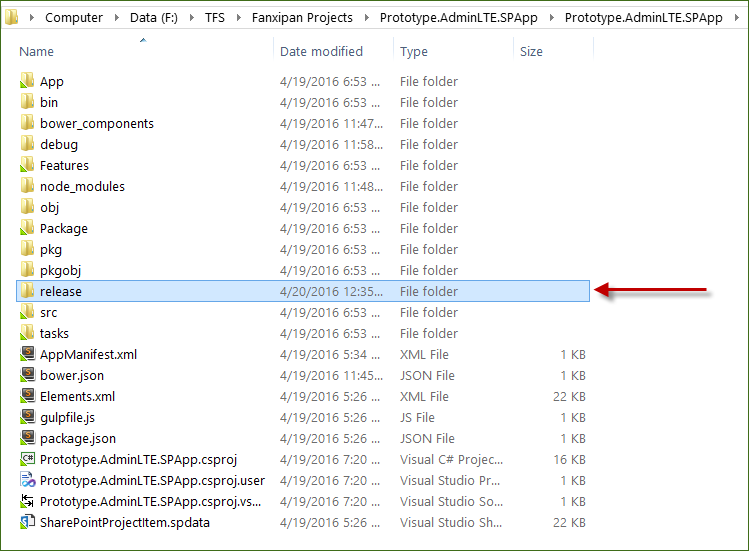 Computer ▸ Data (F:) ▸ TFS ▸ Fanxipan Projects ▸ Prototype.AdminLTE.SPApp ▸ Prototype.AdminLTE.SPApp ▸
Name Date modified Type Size
App 4/19/2016 6:53 ... File folder
bin 4/19/2016 6:53 ... File folder
bower_components 4/19/2016 11:47... File folder
debug 4/19/2016 11:58... File folder
Features 4/19/2016 6:53 ... File folder
node_modules 4/19/2016 11:48... File folder
obj 4/19/2016 6:53 ... File folder
Package 4/19/2016 6:53 ... File folder
pkg 4/19/2016 6:53 ... File folder
pkgobj 4/19/2016 6:53 ... File folder
release 4/20/2016 12:35... File folder
src 4/19/2016 6:53 ... File folder
tasks 4/19/2016 6:53 ... File folder
AppManifest.xml 4/19/2016 5:34 ... XML File 1 KB
bower.json 4/19/2016 11:45... JSON File 1 KB
Elements.xml 4/19/2016 5:26 ... XML File 22 KB
gulpfile.js 4/19/2016 5:26 ... JS File 1 KB
package.json 4/19/2016 5:26 ... JSON File 1 KB
Prototype.AdminLTE.SPApp.csproj 4/19/2016 7:20 ... Visual C# Projec... 16 KB
Prototype.AdminLTE.SPApp.csproj.user 4/19/2016 7:20 ... Visual Studio Pr... 1 KB
Prototype.AdminLTE.SPApp.csproj.vs... 4/19/2016 7:20 ... Visual Studio So... 1 KB
SharePointProjectItem.spdata 4/19/2016 5:26 ... Visual Studio Sh... 1 KB